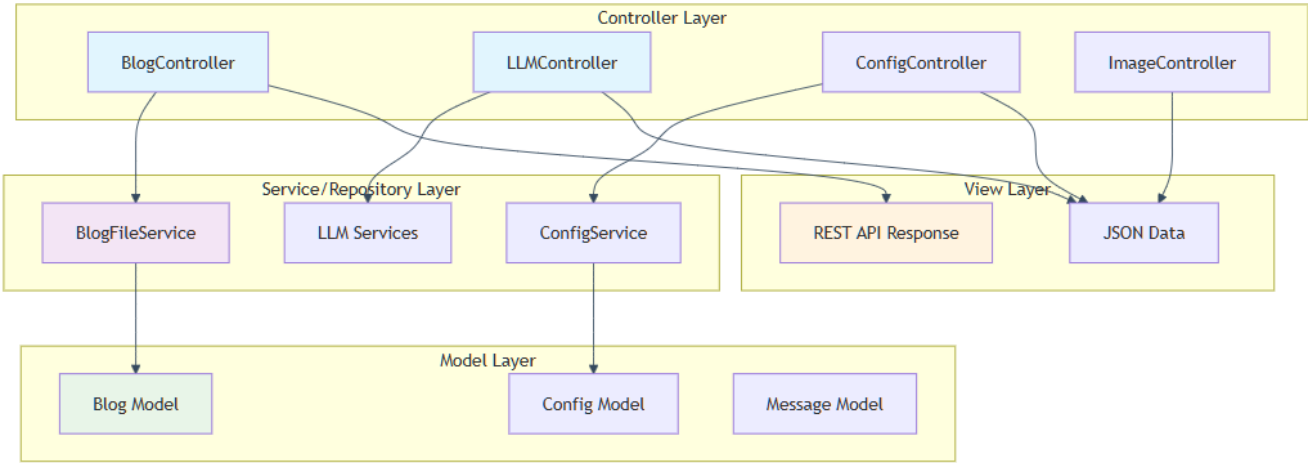 Controller Layer
BlogController
LLMController
ConfigController
ImageController
Service/Repository Layer
View Layer
BlogFileService
LLM Services
ConfigService
REST API Response
JSON Data
Model Layer
Blog Model
Config Model
Message Model